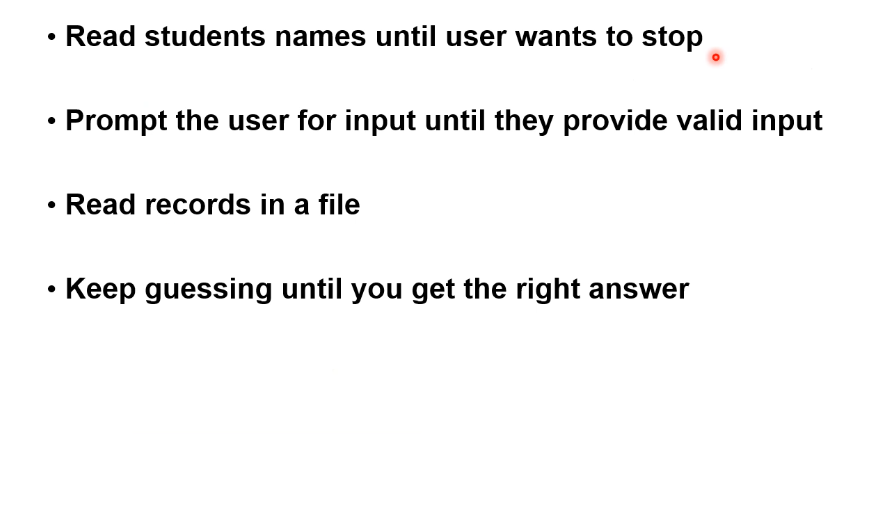 • Read students names until user wants to stop
• Prompt the user for input until they provide valid input
• Read records in a file
• Keep guessing until you get the right answer